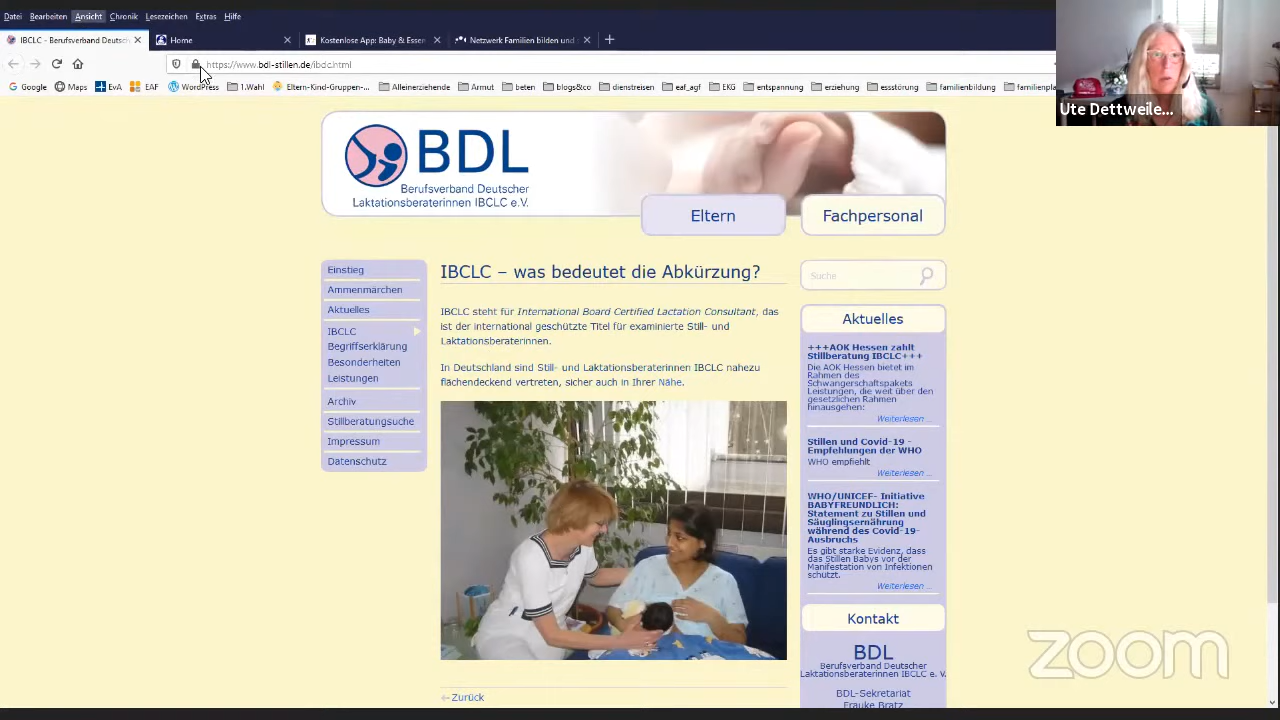 Datei Bearbeiten Ansicht Chronik Lesezeichen Extras Hilfe
IBCLC - Berufsverband Deutsch
Home
Kostenlose App: Baby & Essen
Netzwerk Familien bilden und
https://www.bdl-stillen.de/ibclc.html
Google Maps EvA EAF WordPress 1.Wahl Eltern-Kind-Gruppen-... Alleinerziehende Armut beten blogs&co dienstreisen eaf_agf EKG entspannung erziehung essstörung familienbildung
Ute Dettweile...
BDL
Berufsverband Deutscher
Laktationsberaterinnen IBCLC e.V.
Eltern
Fachpersonal
Einstieg
Ammenmärchen
Aktuelles
IBCLC
Begriffserklärung
Besonderheiten
Leistungen
Archiv
Stillberatungsuche
Impressum
Datenschutz
IBCLC – was bedeutet die Abkürzung?
IBCLC steht für International Board Certified Lactation Consultant, das
ist der international geschützte Titel für examinierte Still- und
Laktationsberaterinnen.
In Deutschland sind Still- und Laktationsberaterinnen IBCLC nahezu
flächendeckend vertreten, sicher auch in Ihrer Nähe.
Zurück
Suche
Aktuelles
+++AOK Hessen zahlt
Stillberatung IBCLC+++
Die AOK Hessen bietet im
Rahmen des
Schwangerschaftspakets
Leistungen, die weit über den
gesetzlichen Rahmen
hinausgehen:
Weiterlesen ...
Stillen und Covid-19 -
Empfehlungen der WHO
WHO empfiehlt
Weiterlesen ...
WHO/UNICEF- Initiative
BABYFREUNDLICH:
Statement zu Stillen und
Säuglingsernährung
während des Covid-19-
Ausbruchs
Es gibt starke Evidenz, dass
das Stillen Babys vor der
Manifestation von Infektionen
schützt.
Weiterlesen ...
Kontakt
BDL
Berufsverband Deutscher
Laktationsberaterinnen IBCLC e. V.
BDL-Sekretariat
Frauke Bratz
zoom